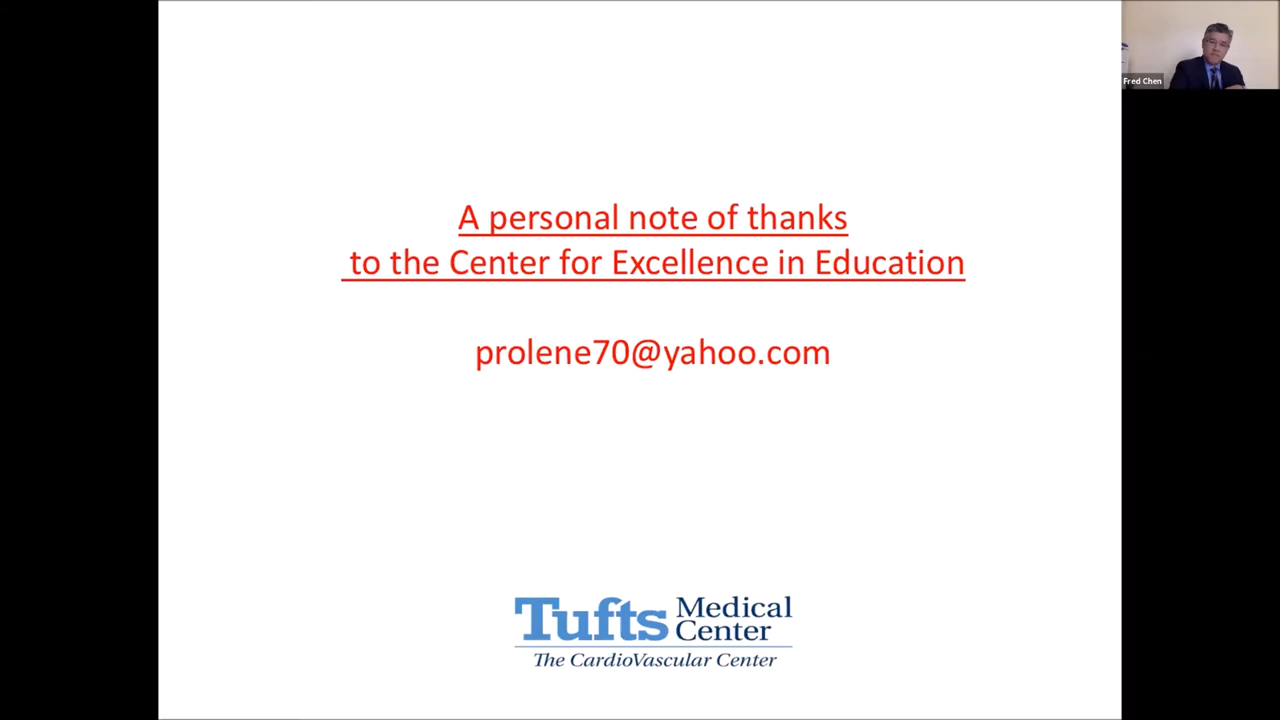 A personal note of thanks
to the Center for Excellence in Education
prolene70@yahoo.com
Tufts Medical Center
The CardioVascular Center
Fred Chen